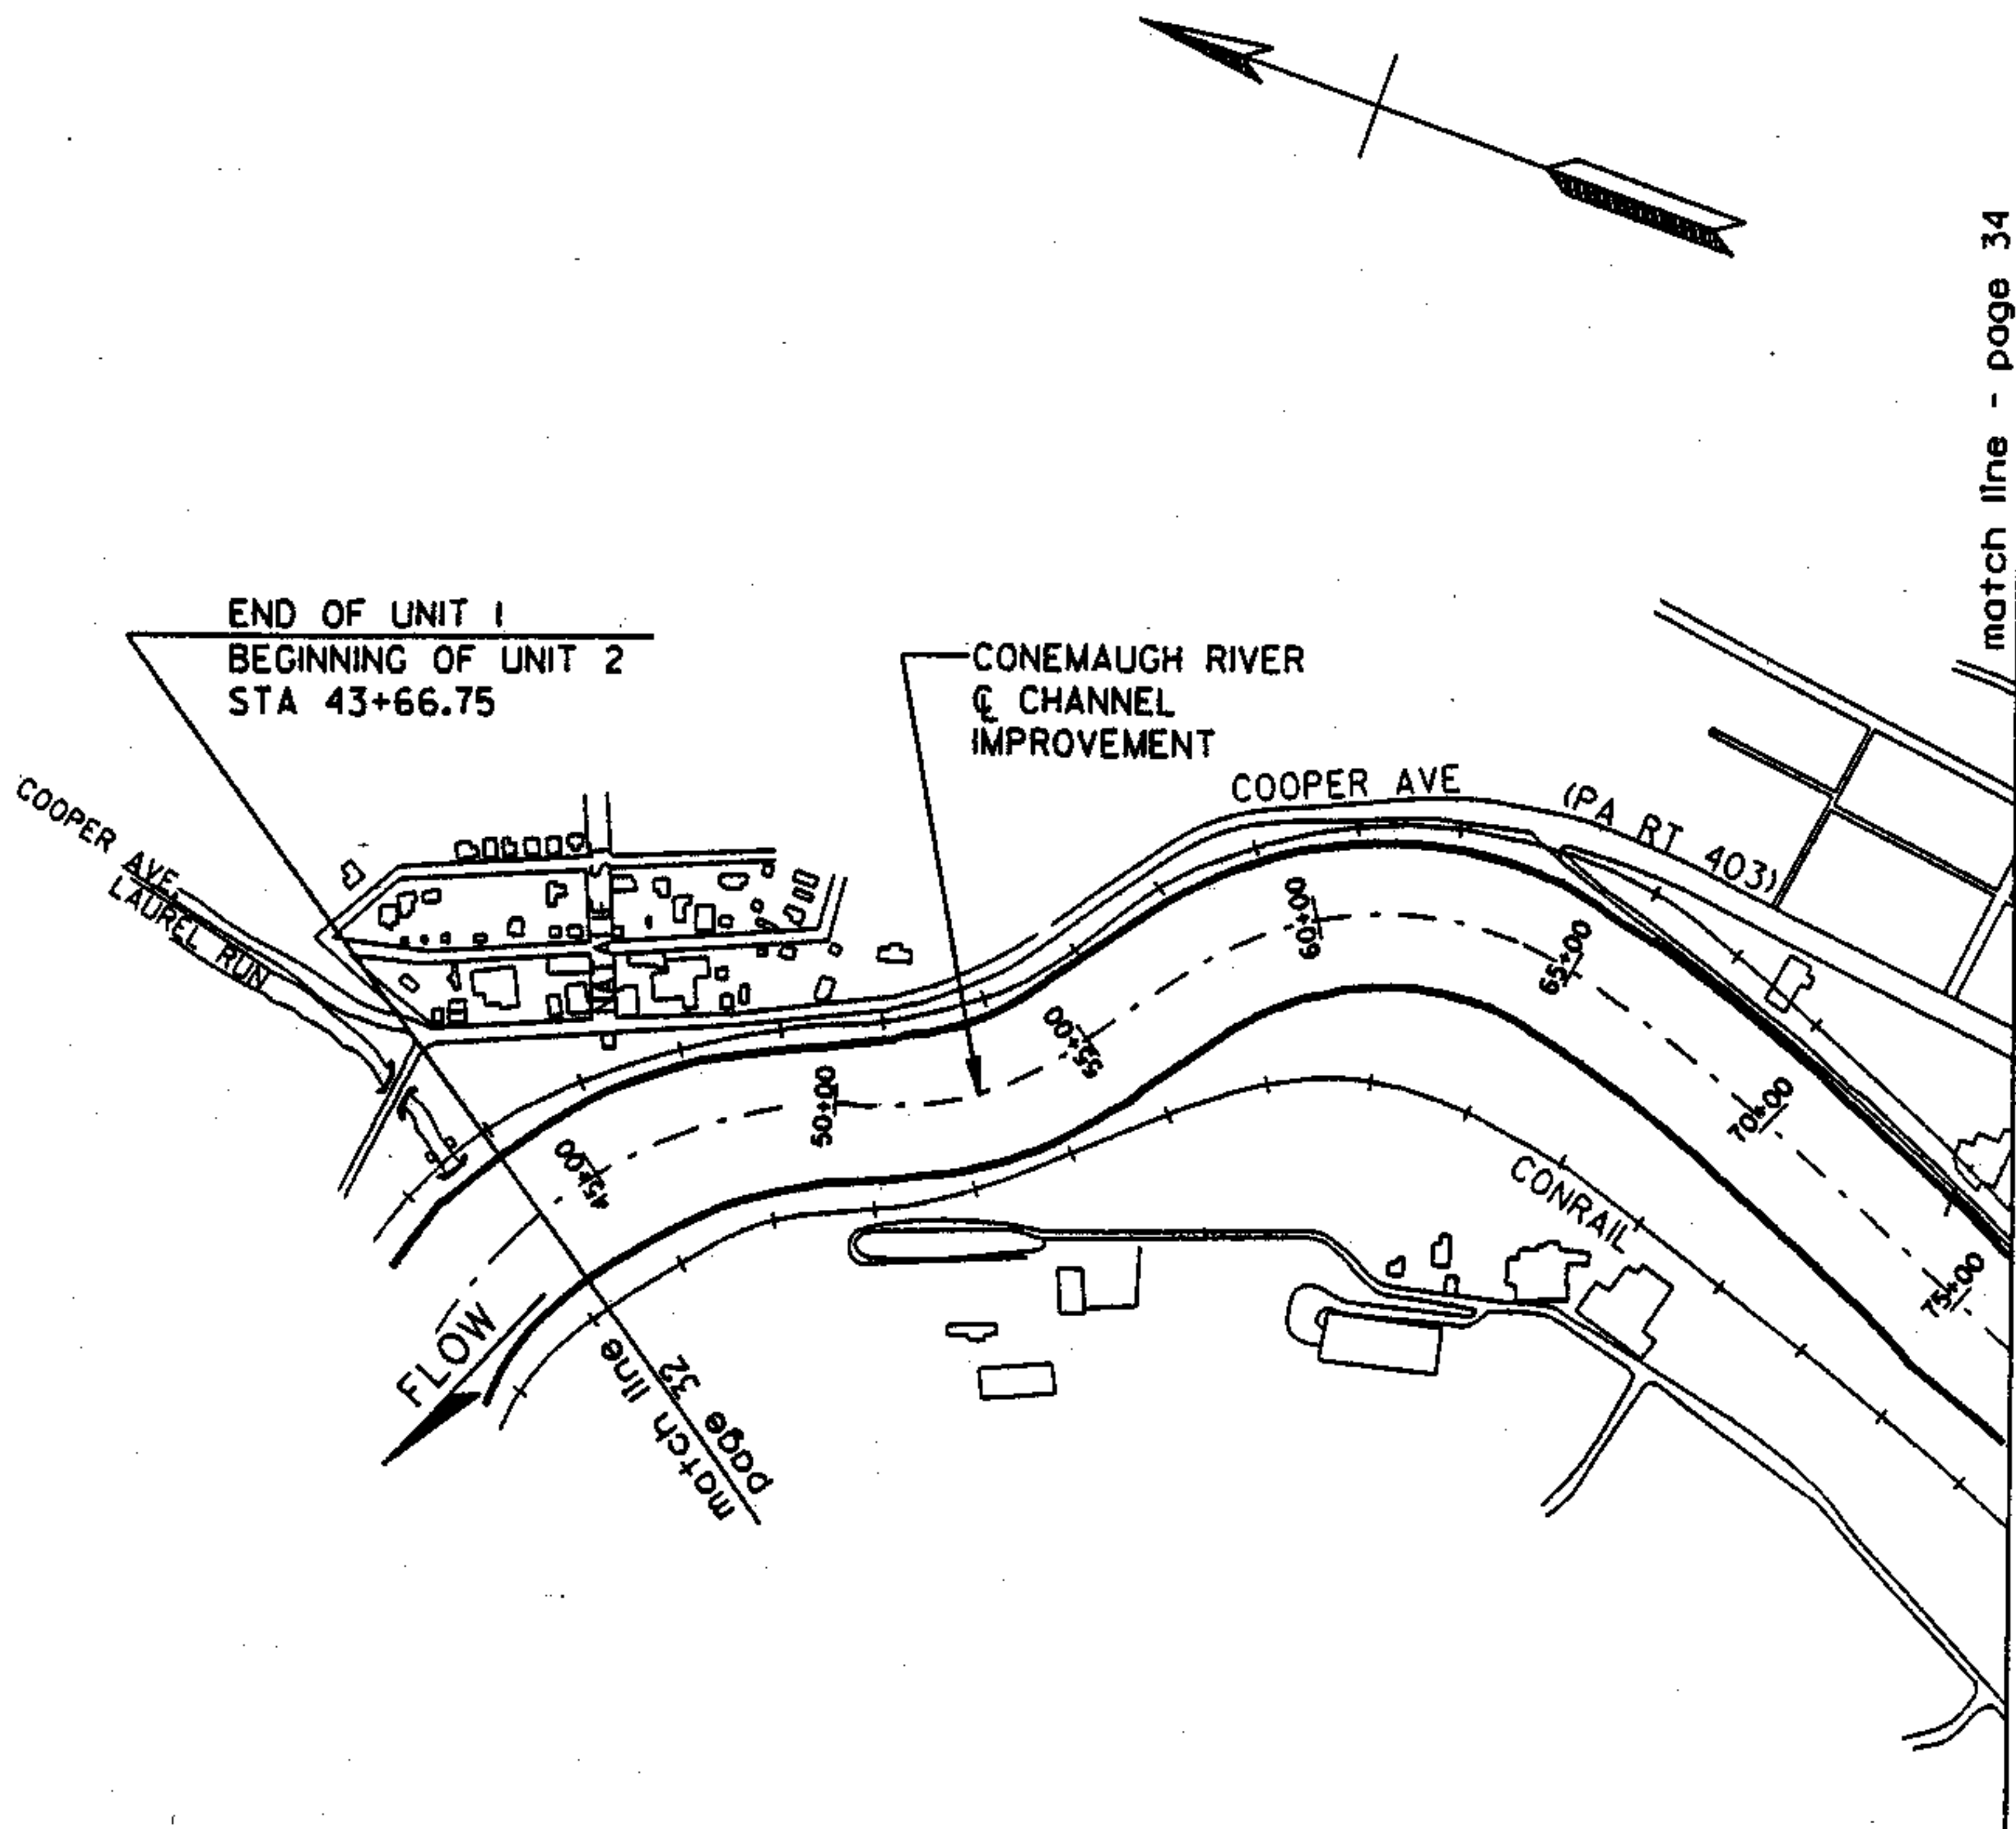 match line - page 34
END OF UNIT 1
BEGINNING OF UNIT 2
STA 43+66.75
CONEMAUGH RIVER
℄ CHANNEL
IMPROVEMENT
COOPER AVE (PA RT 403)
COOPER AVE
LAUREL RUN
45+00
50+00
55+00
60+00
65+00
70+00
75+00
CONRAIL
FLOW
match line
page 32